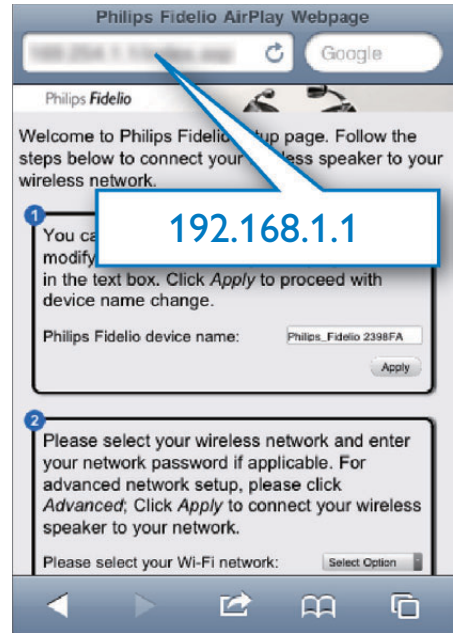 Philips Fidelio AirPlay Webpage
Google
Philips Fidelio
Welcome to Philips Fidelio setup page. Follow the
steps below to connect your wireless speaker to your
wireless network.
192.168.1.1
1
You
modify
in the text box. Click Apply to proceed with
device name change.
Philips Fidelio device name:
Philips_Fidelio 2398FA
Apply
2
Please select your wireless network and enter
your network password if applicable. For
advanced network setup, please click
Advanced; Click Apply to connect your wireless
speaker to your network.
Please select your Wi-Fi network:
Select Option